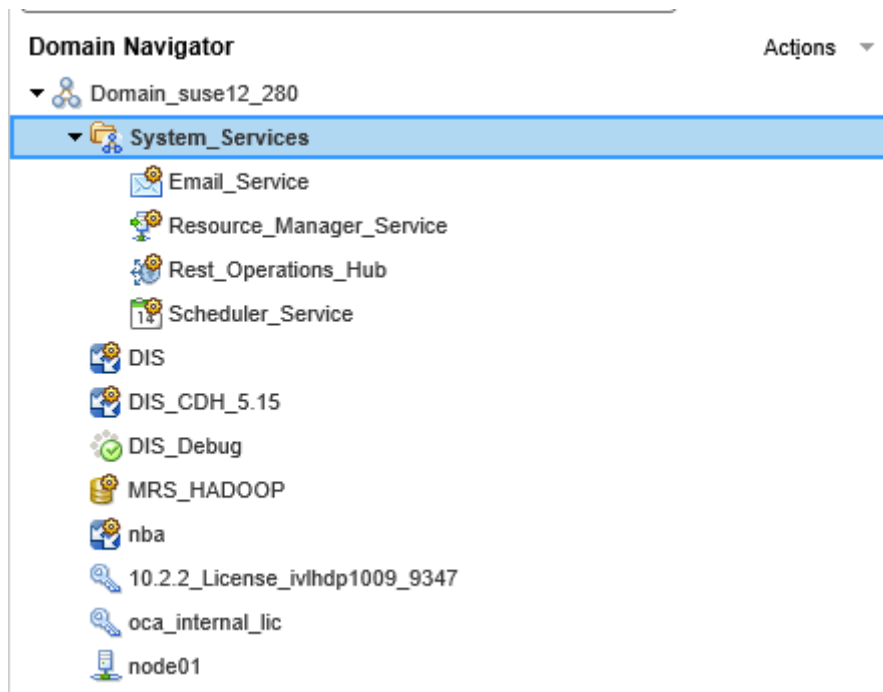 Domain Navigator Actions
Domain_suse12_280
System_Services
Email_Service
Resource_Manager_Service
Rest_Operations_Hub
14 Scheduler_Service
DIS
DIS_CDH_5.15
DIS_Debug
MRS_HADOOP
nba
10.2.2_License_ivlhdp1009_9347
oca_internal_lic
node01